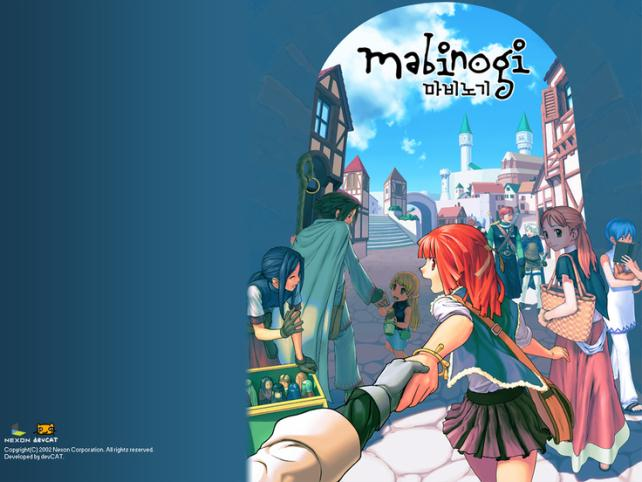 mabinogi
마비노기
NEXON devCAT
Copyright(C) 2002 Nexon Corporation. All rights reserved.
Developed by devCAT.